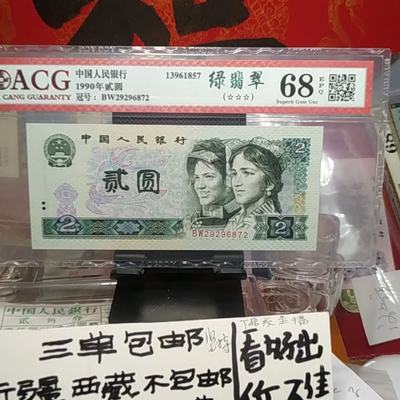 ACG
CANG GUARANTY
中国人民银行
1990年贰圆
冠号：BW29296872
13961857
绿翡翠
(☆☆☆)
68 EPQ
Superb Gem Unc
中国人民银行
贰圆
2
2
BW29296872
2
中国人民银行
三单包邮
新疆西藏不包邮
看好出